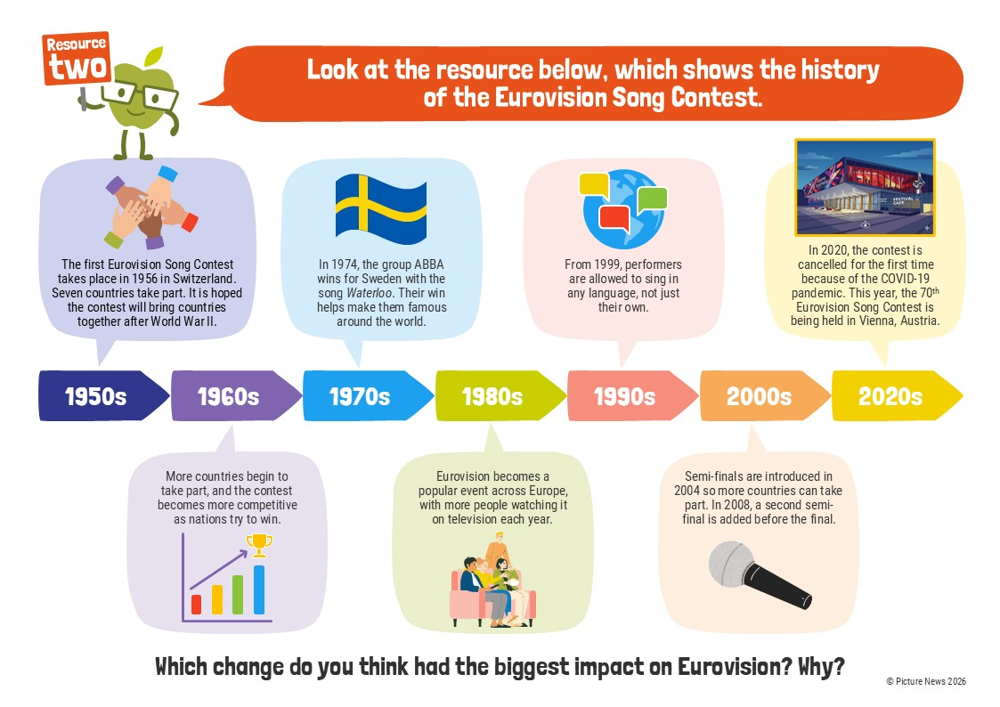 Resource
two
Look at the resource below, which shows the history
of the Eurovision Song Contest.
The first Eurovision Song Contest
takes place in 1956 in Switzerland.
Seven countries take part. It is hoped
the contest will bring countries
together after World War II.
In 1974, the group ABBA
wins for Sweden with the
song Waterloo. Their win
helps make them famous
around the world.
From 1999, performers
are allowed to sing in
any language, not just
their own.
FESTIVAL
CAFE
In 2020, the contest is
cancelled for the first time
because of the COVID-19
pandemic. This year, the 70th
Eurovision Song Contest is
being held in Vienna, Austria.
1950s
1960s
1970s
1980s
1990s
2000s
2020s
More countries begin to
take part, and the contest
becomes more competitive
as nations try to win.
Eurovision becomes a
popular event across Europe,
with more people watching it
on television each year.
Semi-finals are introduced in
2004 so more countries can take
part. In 2008, a second semi-
final is added before the final.
Which change do you think had the biggest impact on Eurovision? Why?
© Picture News 2026